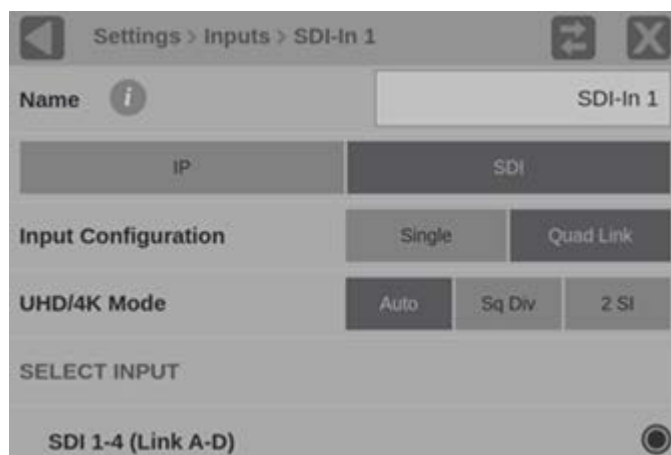 Settings > Inputs > SDI-In 1
Name i SDI-In 1
IP SDI
Input Configuration Single Quad Link
UHD/4K Mode Auto Sq Div 2 SI
SELECT INPUT
SDI 1-4 (Link A-D)